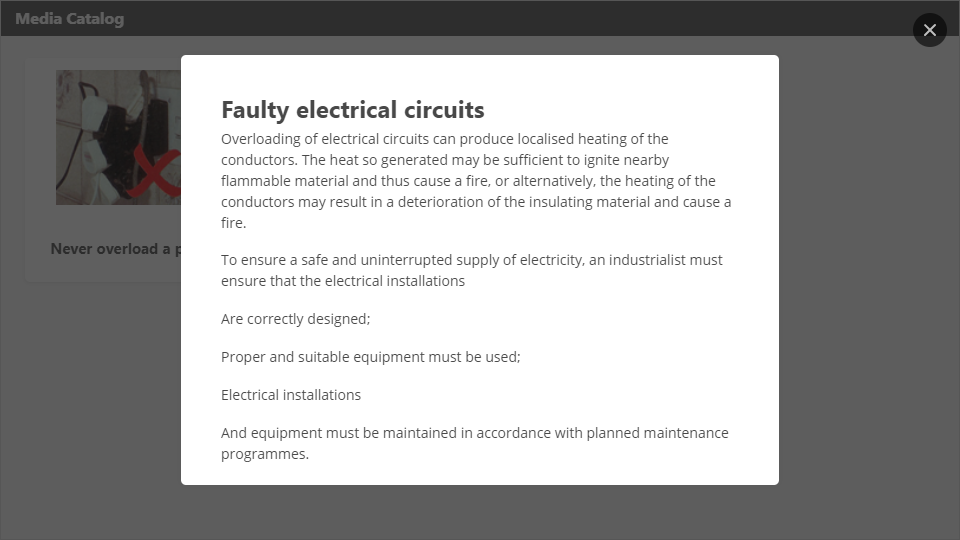 Media Catalog
Faulty electrical circuits
Overloading of electrical circuits can produce localised heating of the
conductors. The heat so generated may be sufficient to ignite nearby
flammable material and thus cause a fire, or alternatively, the heating of the
conductors may result in a deterioration of the insulating material and cause a
fire.
To ensure a safe and uninterrupted supply of electricity, an industrialist must
ensure that the electrical installations
Are correctly designed;
Proper and suitable equipment must be used;
Electrical installations
And equipment must be maintained in accordance with planned maintenance
programmes.
Never overload a